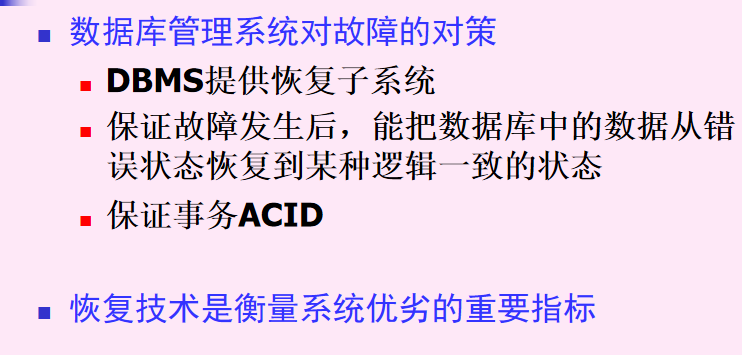 数据库管理系统对故障的对策
DBMS提供恢复子系统
保证故障发生后，能把数据库中的数据从错
误状态恢复到某种逻辑一致的状态
保证事务ACID
恢复技术是衡量系统优劣的重要指标